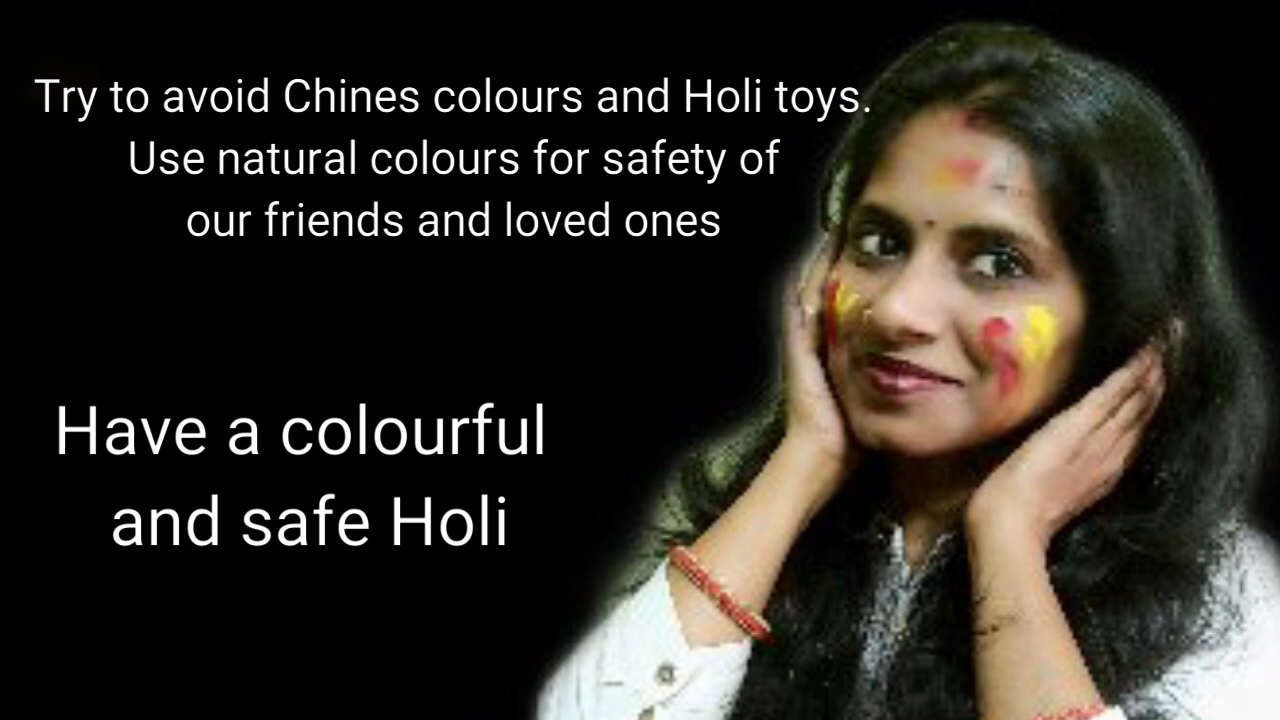 Try to avoid Chines colours and Holi toys.
Use natural colours for safety of
our friends and loved ones
Have a colourful
and safe Holi